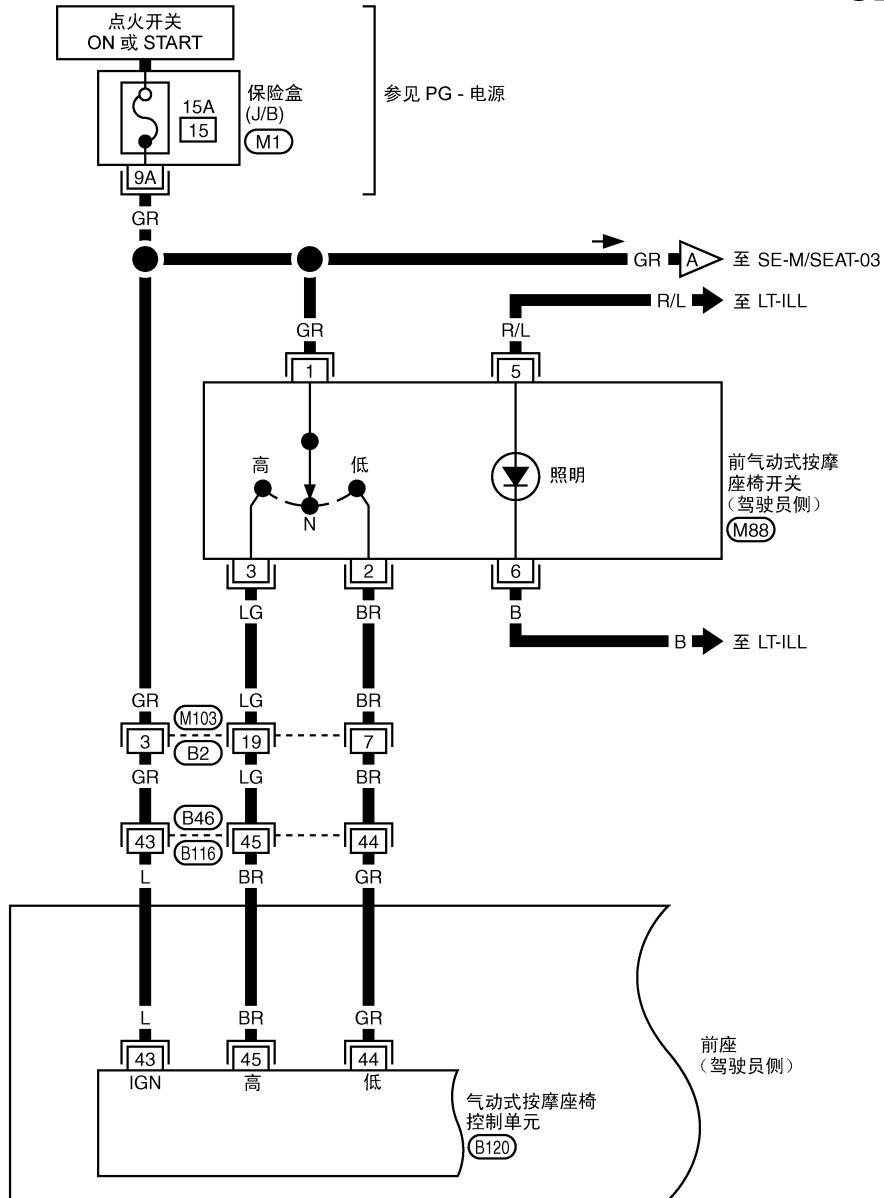 点火开关
ON 或 START
15A
15
保险盒
(J/B)
M1
参见 PG - 电源
9A
GR
GR
A
至 SE-M/SEAT-03
R/L
至 LT-ILL
GR
R/L
1
5
高
低
N
照明
前气动式按摩
座椅开关
（驾驶员侧）
M88
3
2
6
LG
BR
B
B
至 LT-ILL
GR
LG
BR
M103
3
19
7
B2
GR
LG
BR
B46
43
45
44
B116
L
BR
GR
L
BR
GR
43
45
44
IGN
高
低
前座
（驾驶员侧）
气动式按摩座椅
控制单元
B120